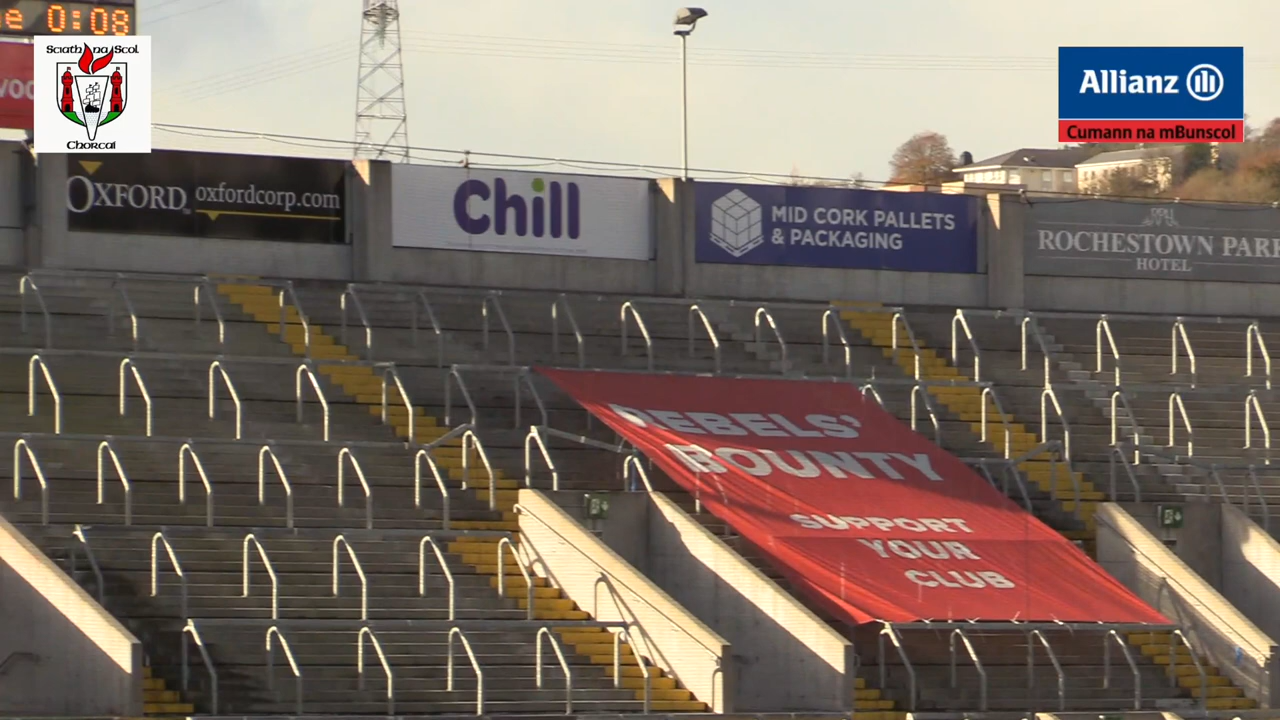 e 0:08
Sciath na Scol
Chorcaí
Allianz
Cumann na mBunscol
OXFORD™ oxfordcorp.com
Chill
MID CORK PALLETS
& PACKAGING
ROCHESTOWN PARK
HOTEL
REBELS'
BOUNTY
SUPPORT
YOUR
CLUB